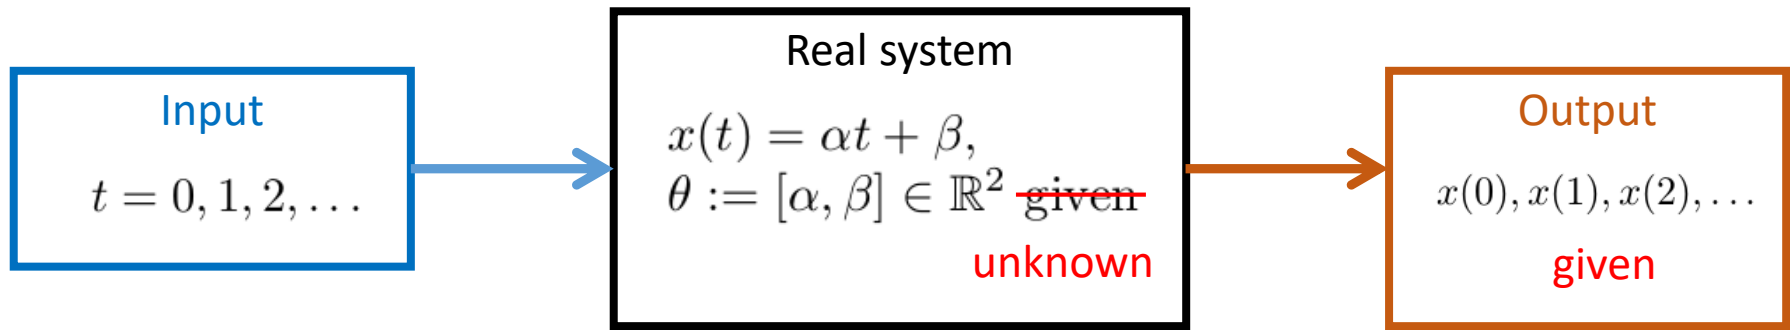 Input
t = 0, 1, 2, . . .
Real system
x(t) = αt + β,
θ := [α, β] ∈ ℝ² given
unknown
Output
x(0), x(1), x(2), . . .
given